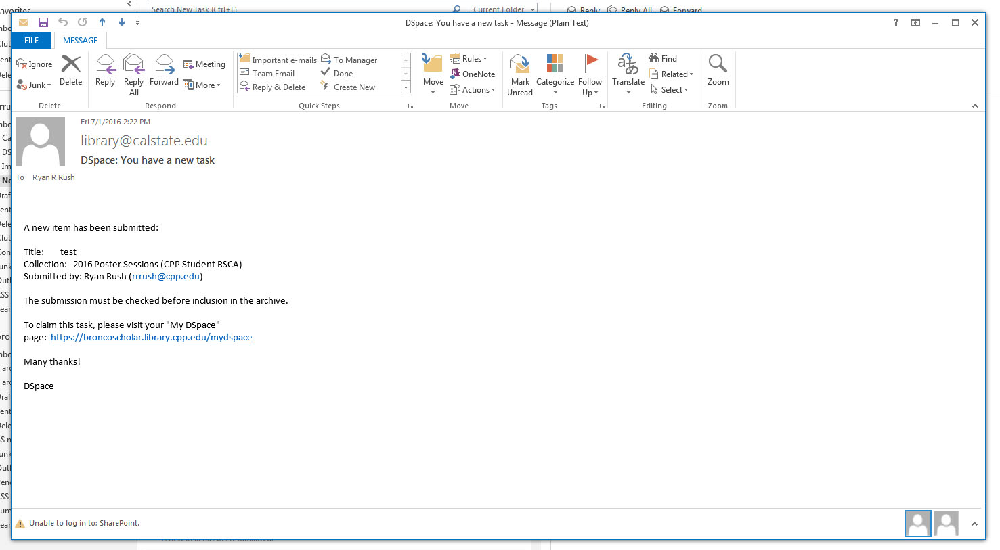 Favorites
Search New Task (Ctrl+E)
Current Folder
Reply
Reply All
Forward
DSpace: You have a new task - Message (Plain Text)
?
FILE
MESSAGE
Ignore
Junk
Delete
Reply
Reply All
Forward
Meeting
More
Important e-mails
Team Email
Reply & Delete
To Manager
Done
Create New
Move
Rules
OneNote
Actions
Mark Unread
Categorize
Follow Up
Translate
Find
Related
Select
Zoom
Delete
Respond
Quick Steps
Move
Tags
Editing
Zoom
Fri 7/1/2016 2:22 PM
library@calstate.edu
DSpace: You have a new task
To Ryan R Rush
A new item has been submitted:
Title: test
Collection: 2016 Poster Sessions (CPP Student RSCA)
Submitted by: Ryan Rush (rrrush@cpp.edu)
The submission must be checked before inclusion in the archive.
To claim this task, please visit your "My DSpace"
page: https://broncoscholar.library.cpp.edu/mydspace
Many thanks!
DSpace
Unable to log in to: SharePoint.
A new item has been submitted: